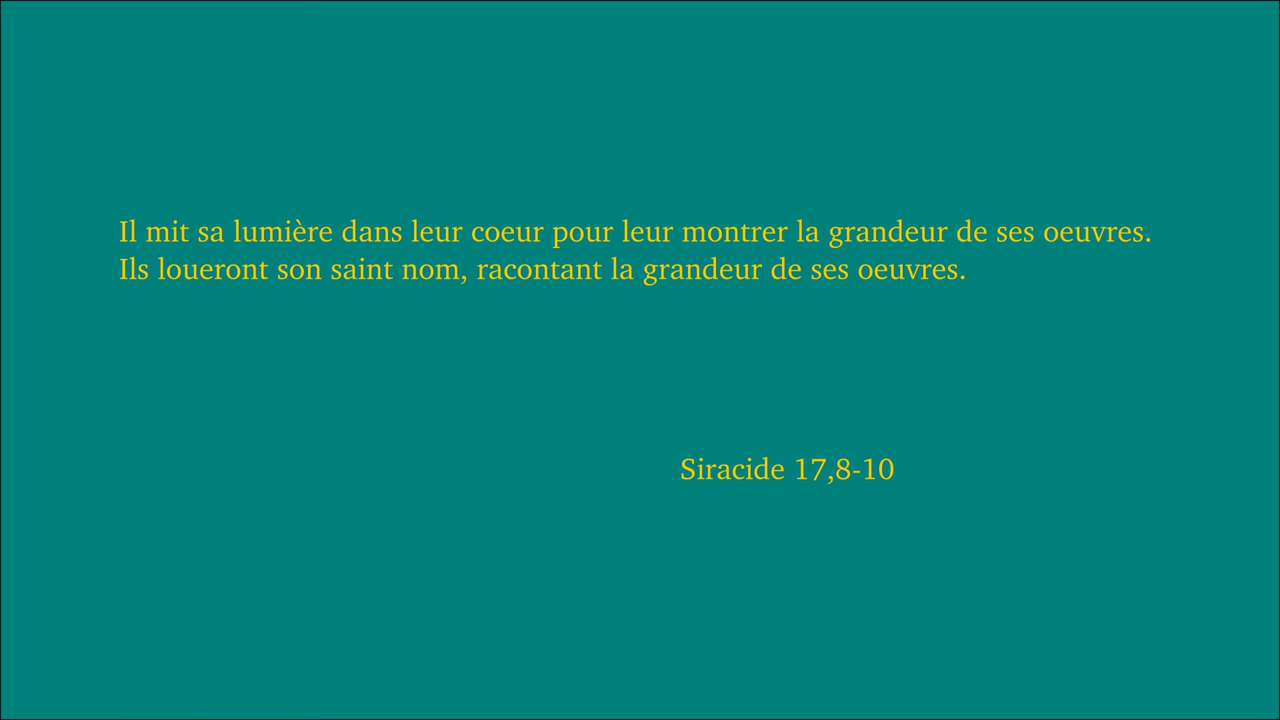 Il mit sa lumière dans leur coeur pour leur montrer la grandeur de ses oeuvres.
Ils loueront son saint nom, racontant la grandeur de ses oeuvres.
Siracide 17,8-10